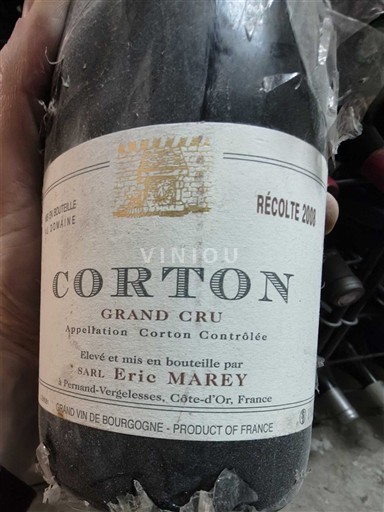 MIS EN BOUTEILLE
AU DOMAINE
RÉCOLTE 2008
VINIOU
CORTON
GRAND CRU
Appellation Corton Contrôlée
Elevé et mis en bouteille par
SARL Eric MAREY
à Pernand-Vergelesses, Côte-d'Or, France
GRAND VIN DE BOURGOGNE - PRODUCT OF FRANCE